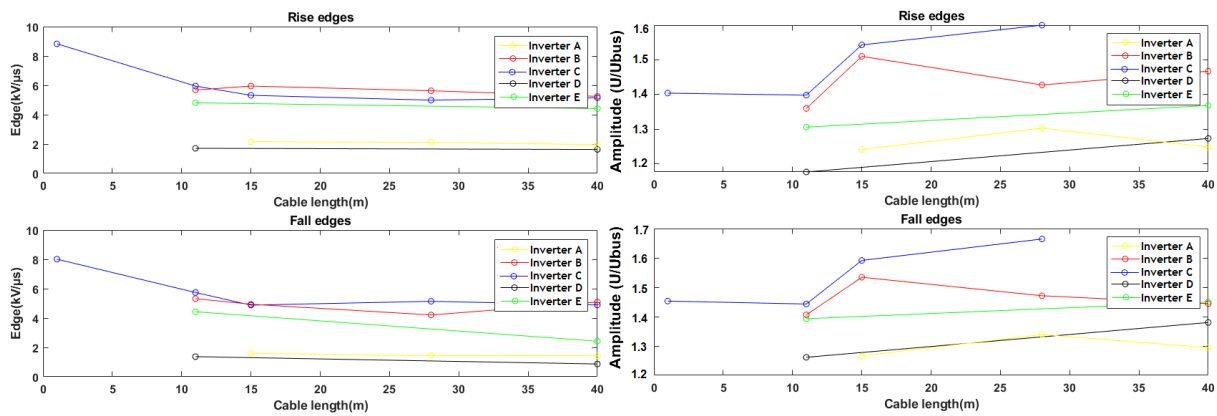 Rise edges
Edge(kV/µs)
10
8
6
4
2
0
Inverter A
Inverter B
Inverter C
Inverter D
Inverter E
0 5 10 15 20 25 30 35 40
Cable length(m)
Rise edges
Amplitude (U/Ubus)
1.6
1.5
1.4
1.3
1.2
Inverter A
Inverter B
Inverter C
Inverter D
Inverter E
0 5 10 15 20 25 30 35 40
Cable length(m)
Fall edges
Edge(kV/µs)
10
8
6
4
2
0
Inverter A
Inverter B
Inverter C
Inverter D
Inverter E
0 5 10 15 20 25 30 35 40
Cable length(m)
Fall edges
Amplitude (U/Ubus)
1.7
1.6
1.5
1.4
1.3
1.2
Inverter A
Inverter B
Inverter C
Inverter D
Inverter E
0 5 10 15 20 25 30 35 40
Cable length(m)